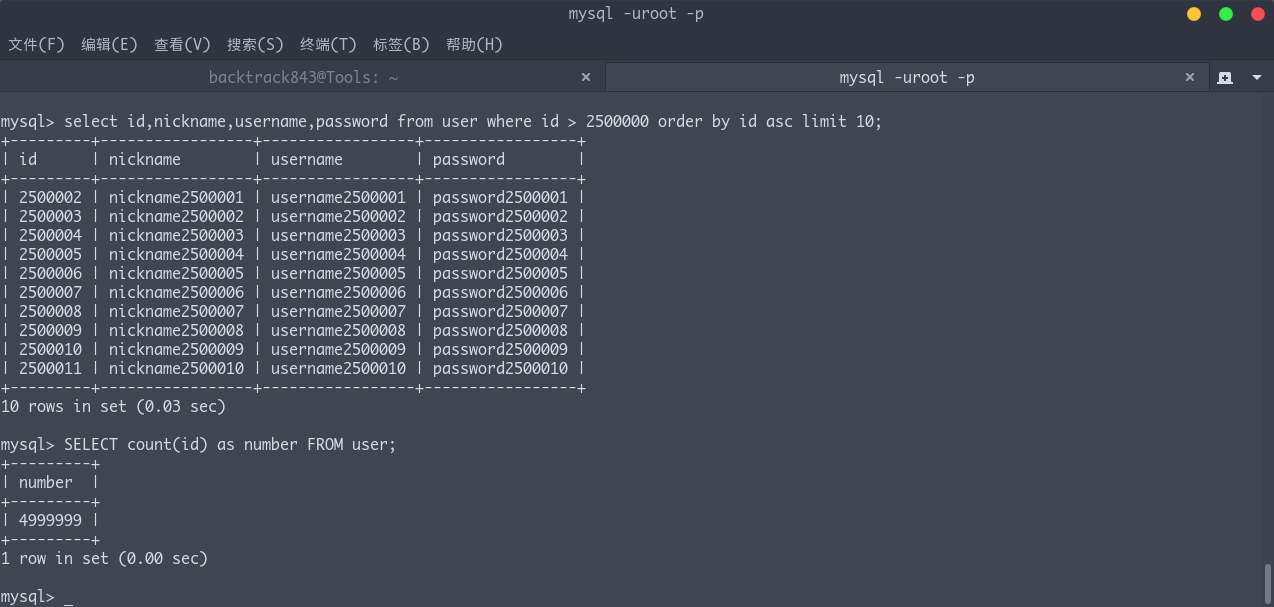 mysql -uroot -p
文件(F) 编辑(E) 查看(V) 搜索(S) 终端(T) 标签(B) 帮助(H)
backtrack843@Tools: ~ × mysql -uroot -p ×
mysql> select id,nickname,username,password from user where id > 2500000 order by id asc limit 10;
+---------+-----------------+-----------------+-----------------+
| id      | nickname        | username        | password        |
+---------+-----------------+-----------------+-----------------+
| 2500002 | nickname2500001 | username2500001 | password2500001 |
| 2500003 | nickname2500002 | username2500002 | password2500002 |
| 2500004 | nickname2500003 | username2500003 | password2500003 |
| 2500005 | nickname2500004 | username2500004 | password2500004 |
| 2500006 | nickname2500005 | username2500005 | password2500005 |
| 2500007 | nickname2500006 | username2500006 | password2500006 |
| 2500008 | nickname2500007 | username2500007 | password2500007 |
| 2500009 | nickname2500008 | username2500008 | password2500008 |
| 2500010 | nickname2500009 | username2500009 | password2500009 |
| 2500011 | nickname2500010 | username2500010 | password2500010 |
+---------+-----------------+-----------------+-----------------+
10 rows in set (0.03 sec)
mysql> SELECT count(id) as number FROM user;
+---------+
| number  |
+---------+
| 4999999 |
+---------+
1 row in set (0.00 sec)
mysql> _